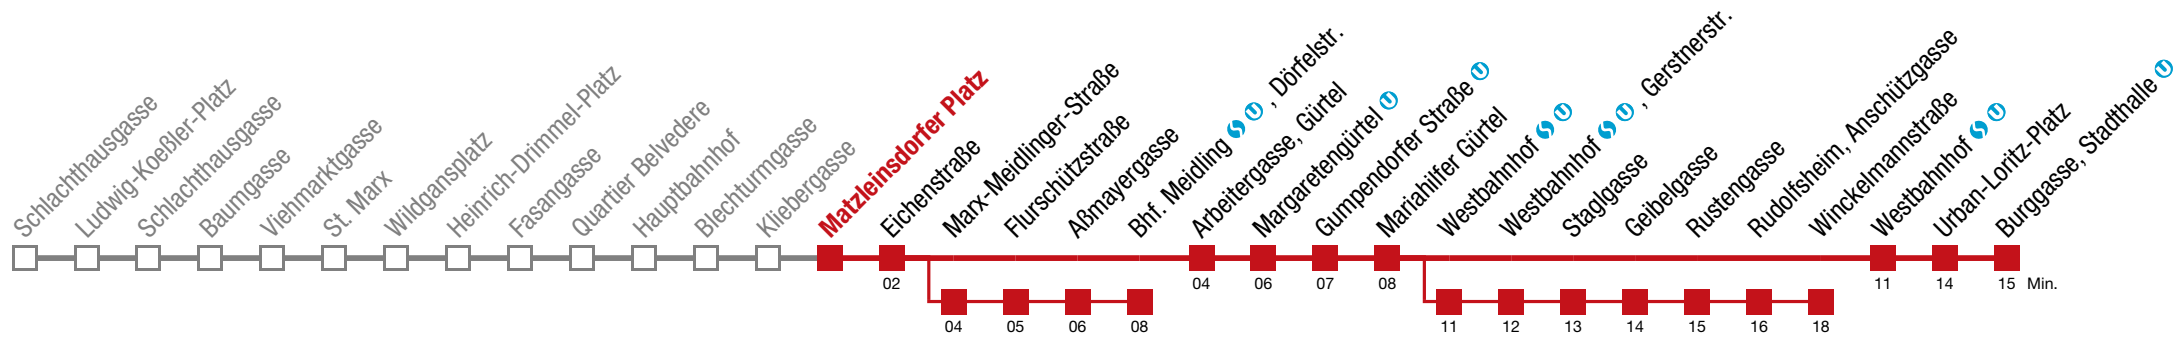 Schlachthausgasse
Ludwig-Koeßler-Platz
Schlachthausgasse
Baumgasse
Viehmarktgasse
St. Marx
Wildgansplatz
Heinrich-Drimmel-Platz
Fasangasse
Quartier Belvedere
Hauptbahnhof
Blechturmgasse
Kliebergasse
Matzleinsdorfer Platz
Eichenstraße
Marx-Meidlinger-Straße
Flurschützstraße
Aßmayergasse
Bhf. Meidling S U , Dörfelstr.
Arbeitergasse, Gürtel
Margaretengürtel U
Gumpendorfer Straße U
Mariahilfer Gürtel
Westbahnhof S U
Westbahnhof S U , Gerstnerstr.
Staglgasse
Geibelgasse
Rustengasse
Rudolfsheim, Anschützgasse
Winckelmannstraße
Westbahnhof S U
Urban-Loritz-Platz
Burggasse, Stadthalle U
02 04 06 07 08 11 14 15 Min.
04 05 06 08 11 12 13 14 15 16 18